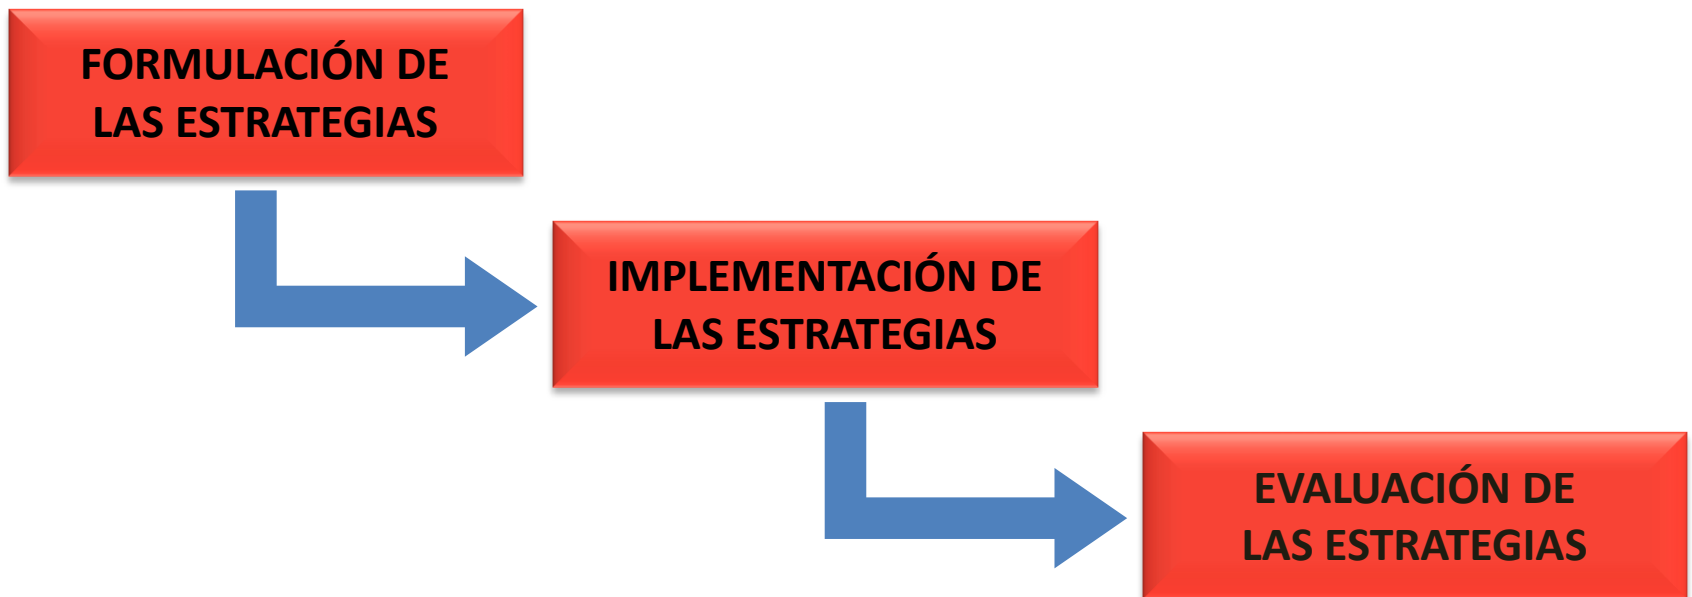 FORMULACIÓN DE
LAS ESTRATEGIAS
IMPLEMENTACIÓN DE
LAS ESTRATEGIAS
EVALUACIÓN DE
LAS ESTRATEGIAS